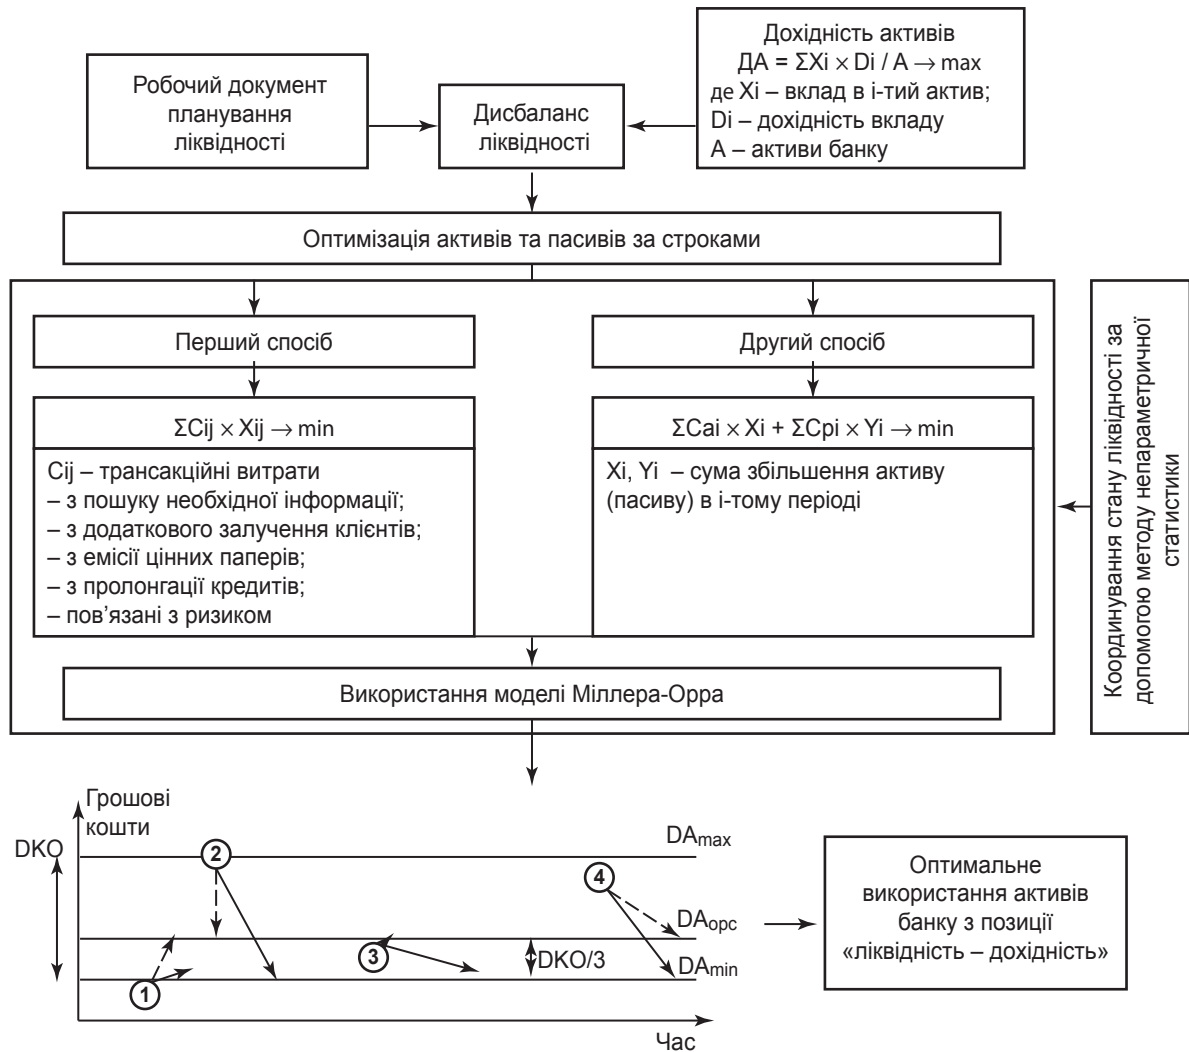 Робочий документ
планування
ліквідності
Дисбаланс
ліквідності
Дохідність активів
ДА = ΣXi × Di / A → max
де Xi – вклад в і-тий актив;
Di – дохідність вкладу
А – активи банку
Оптимізація активів та пасивів за строками
Перший спосіб
ΣCij × Xij → min
Cij – трансакційні витрати
– з пошуку необхідної інформації;
– з додаткового залучення клієнтів;
– з емісії цінних паперів;
– з пролонгації кредитів;
– пов’язані з ризиком
Другий спосіб
ΣCai × Xi + ΣCpi × Yi → min
Xi, Yi – сума збільшення активу
(пасиву) в і-тому періоді
Координування стану ліквідності за
допомогою методу непараметричної
статистики
Використання моделі Міллера-Орра
Грошові
кошти
DKO
DAmax
DAopc
DAmin
DKO/3
1
2
3
4
Час
Оптимальне
використання активів
банку з позиції
«ліквідність – дохідність»